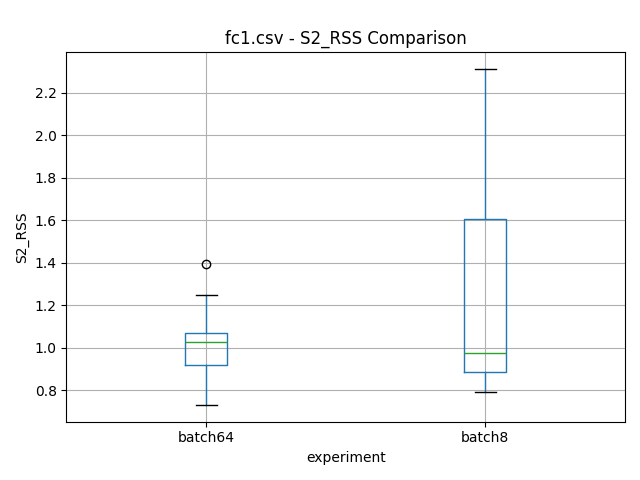 fc1.csv - S2_RSS Comparison
S2_RSS
2.2
2.0
1.8
1.6
1.4
1.2
1.0
0.8
batch64
batch8
experiment